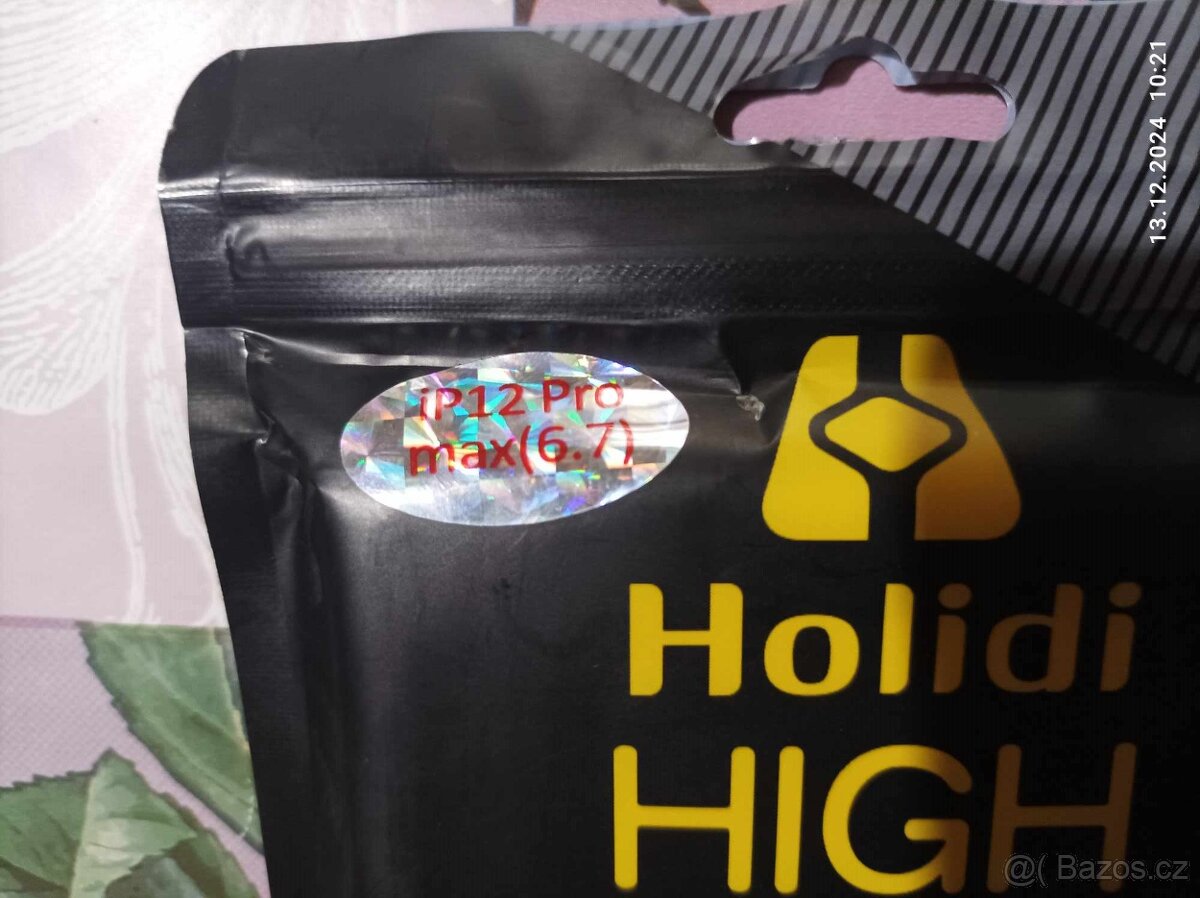 13.12.2024 10:21
iP12 Pro
max(6.7)
Holidi
HIGH
@( Bazos.cz